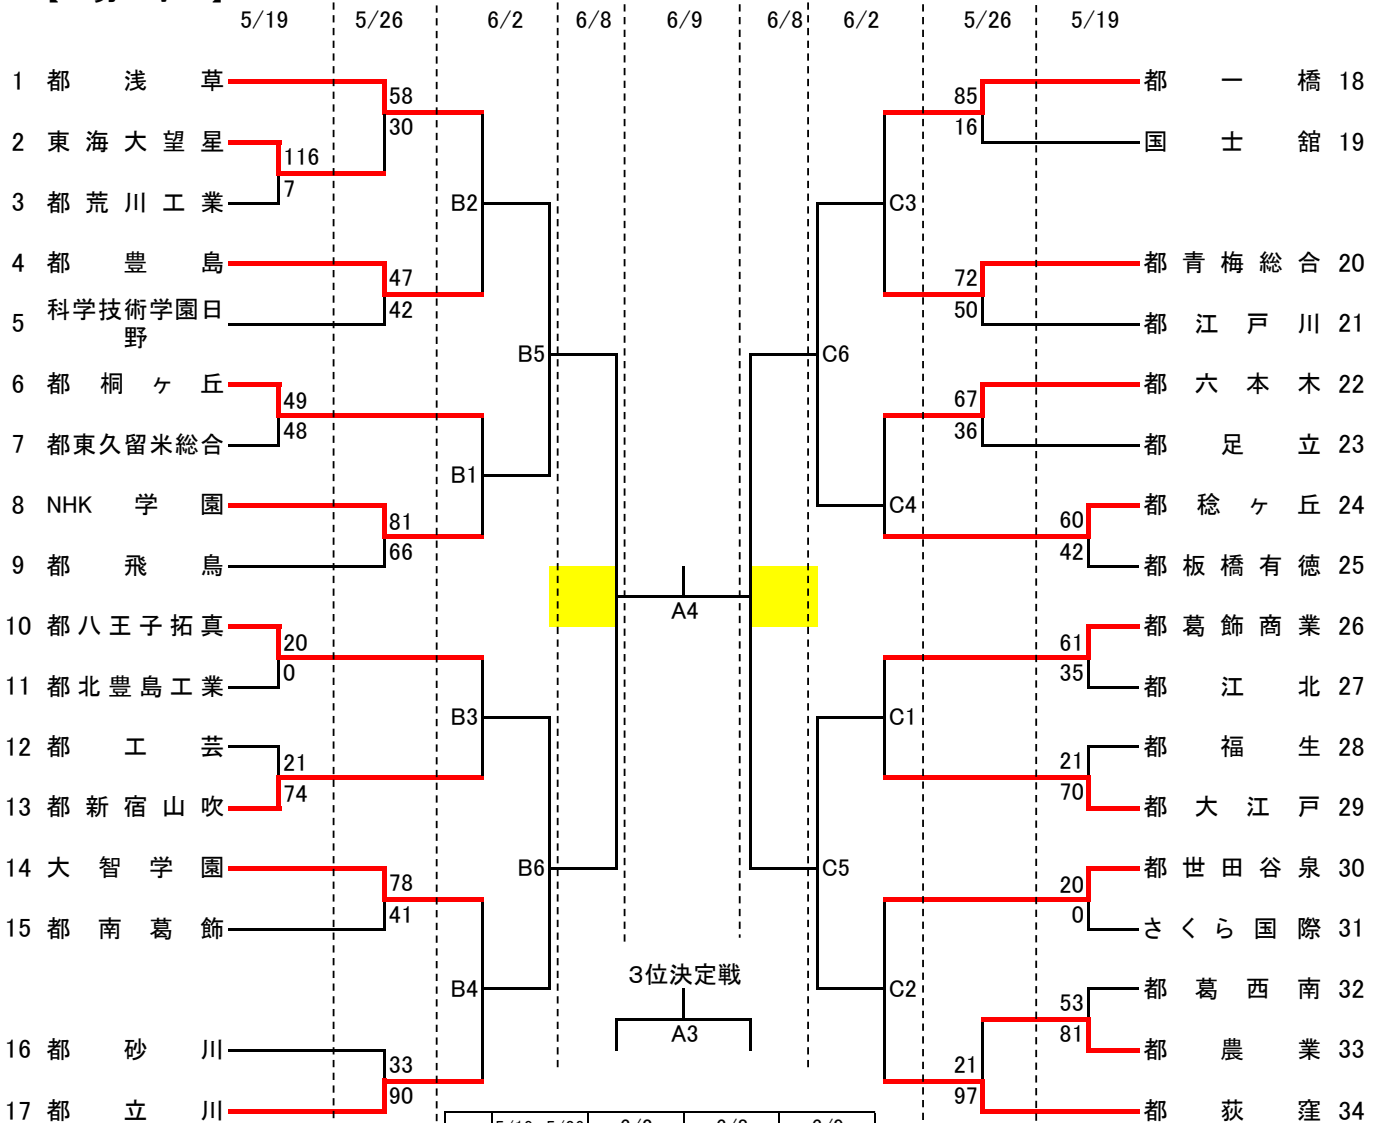 5/19 5/26 6/2 6/8 6/9 6/8 6/2 5/26 5/19
1 都浅草
58
30
2 東海大望星
116
7
3 都荒川工業
B2
4 都豊島
47
42
5 科学技術学園日野
B5
6 都桐ヶ丘
49
48
7 都東久留米総合
B1
8 NHK学園
81
66
9 都飛鳥
10 都八王子拓真
20
0
11 都北豊島工業
B3
12 都工芸
21
74
13 都新宿山吹
B6
14 大智学園
78
41
15 都南葛飾
B4
16 都砂川
33
90
17 都立川
A4
3位決定戦
A3
都一橋 18
85
16
国士舘 19
C3
都青梅総合 20
72
50
都江戸川 21
C6
都六本木 22
67
36
都足立 23
C4
都稔ヶ丘 24
60
42
都板橋有徳 25
都葛飾商業 26
61
35
都江北 27
C1
都福生 28
21
70
都大江戸 29
C5
都世田谷泉 30
20
0
さくら国際 31
C2
都葛西南 32
53
81
都農業 33
21
97
都荻窪 34